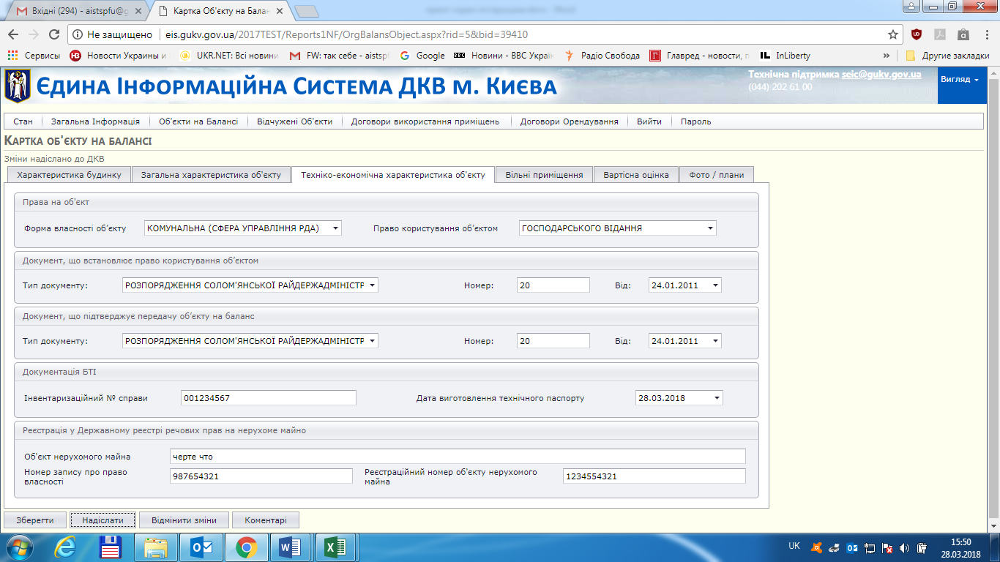 Вхідні (294) - aistspfu@g
Картка Об'єкту на Балан
Не защищено
eis.gukv.gov.ua/2017TEST/Reports1NF/OrgBalansObject.aspx?rid=5&bid=39410
Сервисы
Новости Украины и
UKR.NET: Всі новини
FW: так себе - aistspf
Google
BBC
Новини - BBC Україн
Радіо Свобода
Главред - новости, п
IL
InLiberty
»
Другие закладки
Єдина Інформаційна Система ДКВ м. Києва
Технічна підтримка seic@gukv.gov.ua
(044) 202 61 00
Вигляд
Стан
Загальна Інформація
Об'єкти на Балансі
Відчужені Об'єкти
Договори використання приміщень
Договори Орендування
Вийти
Пароль
Картка об'єкту на балансі
Зміни надіслано до ДКВ
Характеристика будинку
Загальна характеристика об'єкту
Техніко-економічна характеристика об'єкту
Вільні приміщення
Вартісна оцінка
Фото / плани
Права на об'єкт
Форма власності об'єкту
КОМУНАЛЬНА (СФЕРА УПРАВЛІННЯ РДА)
Право користування об'єктом
ГОСПОДАРСЬКОГО ВІДАННЯ
Документ, що встановлює право користування об'єктом
Тип документу:
РОЗПОРЯДЖЕННЯ СОЛОМ'ЯНСЬКОЇ РАЙДЕРЖАДМІНІСТР
Номер:
20
Від:
24.01.2011
Документ, що підтверджує передачу об'єкту на баланс
Тип документу:
РОЗПОРЯДЖЕННЯ СОЛОМ'ЯНСЬКОЇ РАЙДЕРЖАДМІНІСТР
Номер:
20
Від:
24.01.2011
Документація БТІ
Інвентаризаційний № справи
001234567
Дата виготовлення технічного паспорту
28.03.2018
Реєстрація у Державному реєстрі речових прав на нерухоме майно
Об'єкт нерухомого майна
черте что
Номер запису про право
власності
987654321
Реєстраційний номер об'єкту нерухомого
майна
1234554321
Зберегти
Надіслати
Відмінити зміни
Коментарі
UK
15:50
28.03.2018